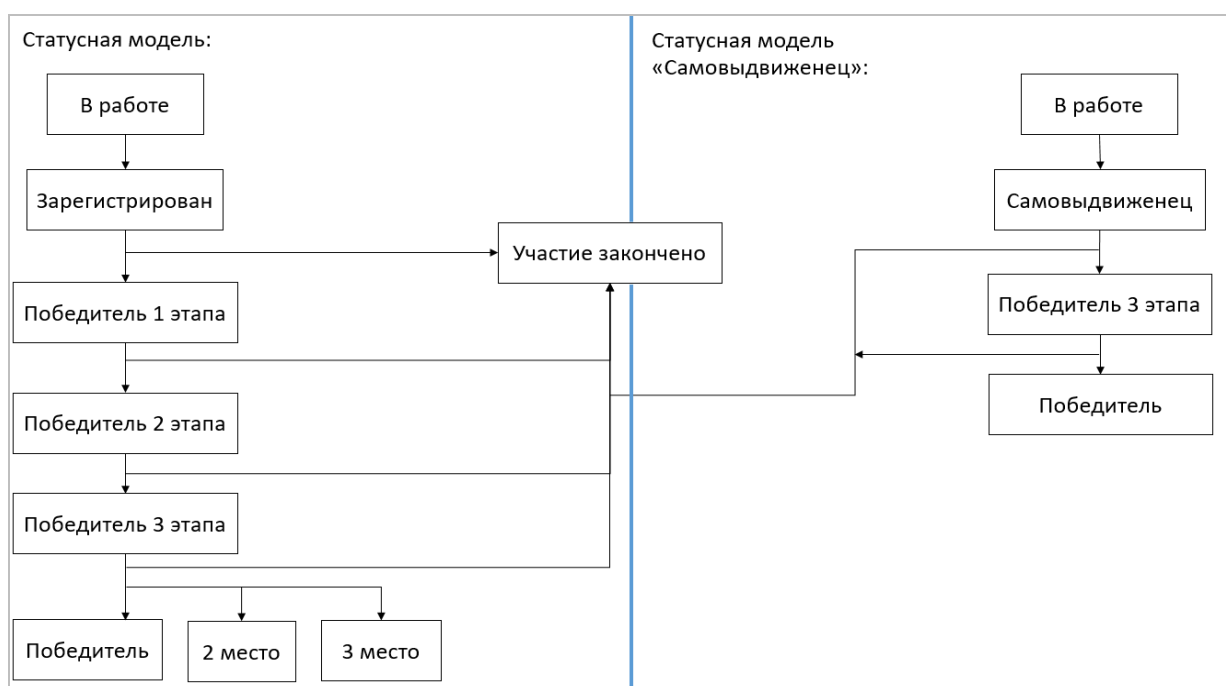 Статусная модель:
В работе
Зарегистрирован
Участие закончено
Победитель 1 этапа
Победитель 2 этапа
Победитель 3 этапа
Победитель
2 место
3 место
Статусная модель
«Самовыдвиженец»:
В работе
Самовыдвиженец
Победитель 3 этапа
Победитель